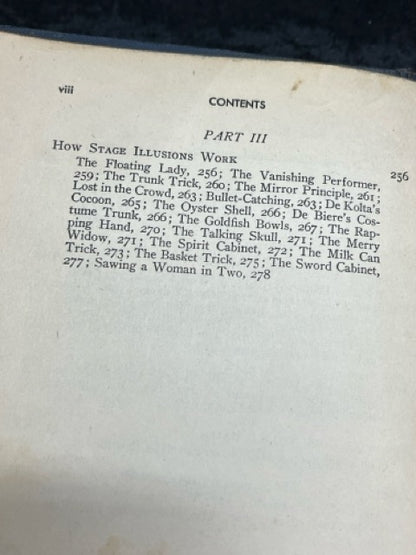 viii
CONTENTS
PART III
How Stage Illusions Work 256
The Floating Lady, 256; The Vanishing Performer,
259; The Trunk Trick, 260; The Mirror Principle, 261;
Lost in the Crowd, 263; Bullet-Catching, 263; De Kolta's
Cocoon, 265; The Oyster Shell, 266; De Biere's Cos-
tume Trunk, 266; The Goldfish Bowls, 267; The Rap-
ping Hand, 270; The Talking Skull, 271; The Merry
Widow, 271; The Spirit Cabinet, 272; The Milk Can
Trick, 273; The Basket Trick, 275; The Sword Cabinet,
277; Sawing a Woman in Two, 278